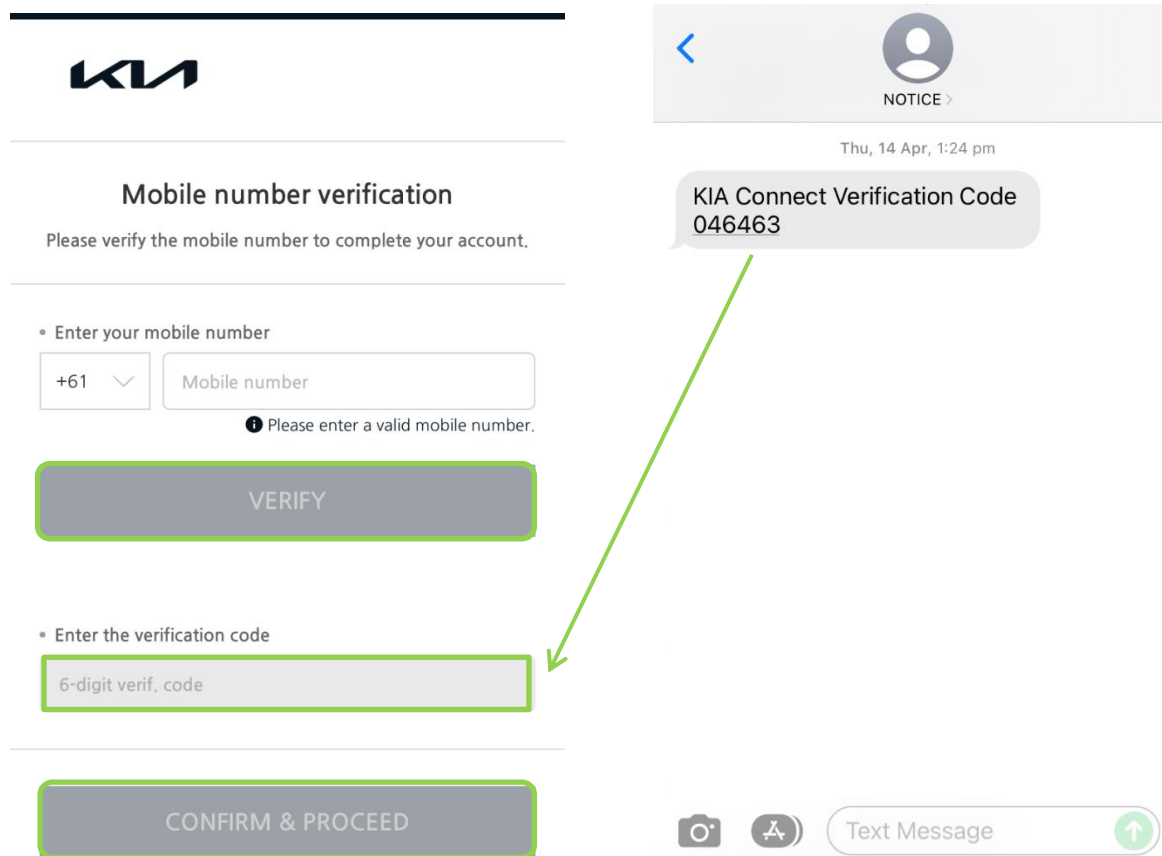 KIA
Mobile number verification
Please verify the mobile number to complete your account.
Enter your mobile number
+61
Mobile number
Please enter a valid mobile number.
VERIFY
Enter the verification code
6-digit verif. code
CONFIRM & PROCEED
NOTICE
Thu, 14 Apr, 1:24 pm
KIA Connect Verification Code
046463
Text Message